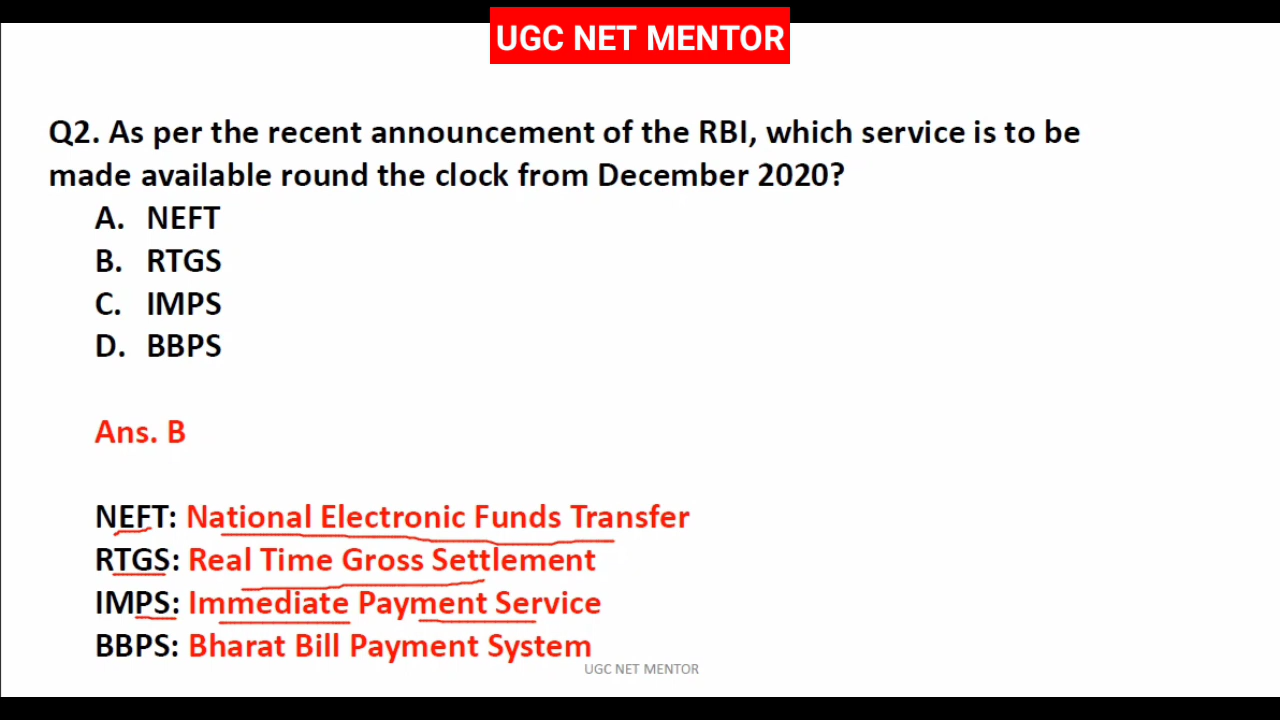 UGC NET MENTOR
Q2. As per the recent announcement of the RBI, which service is to be
made available round the clock from December 2020?
A. NEFT
B. RTGS
C. IMPS
D. BBPS
Ans. B
NEFT: National Electronic Funds Transfer
RTGS: Real Time Gross Settlement
IMPS: Immediate Payment Service
BBPS: Bharat Bill Payment System
UGC NET MENTOR